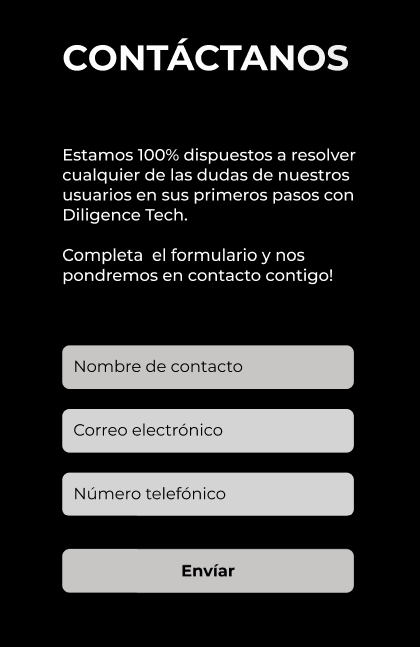 CONTÁCTANOS
Estamos 100% dispuestos a resolver
cualquier de las dudas de nuestros
usuarios en sus primeros pasos con
Diligence Tech.
Completa  el formulario y nos
pondremos en contacto contigo!
Nombre de contacto
Correo electrónico
Número telefónico
Envíar